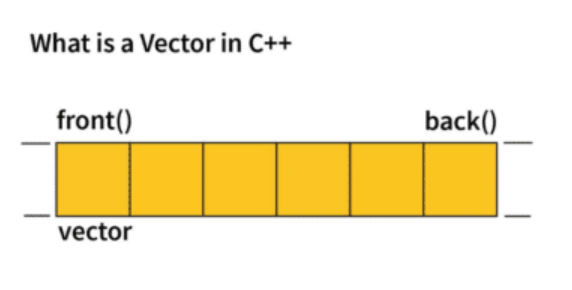 What is a Vector in C++
front() back()
vector